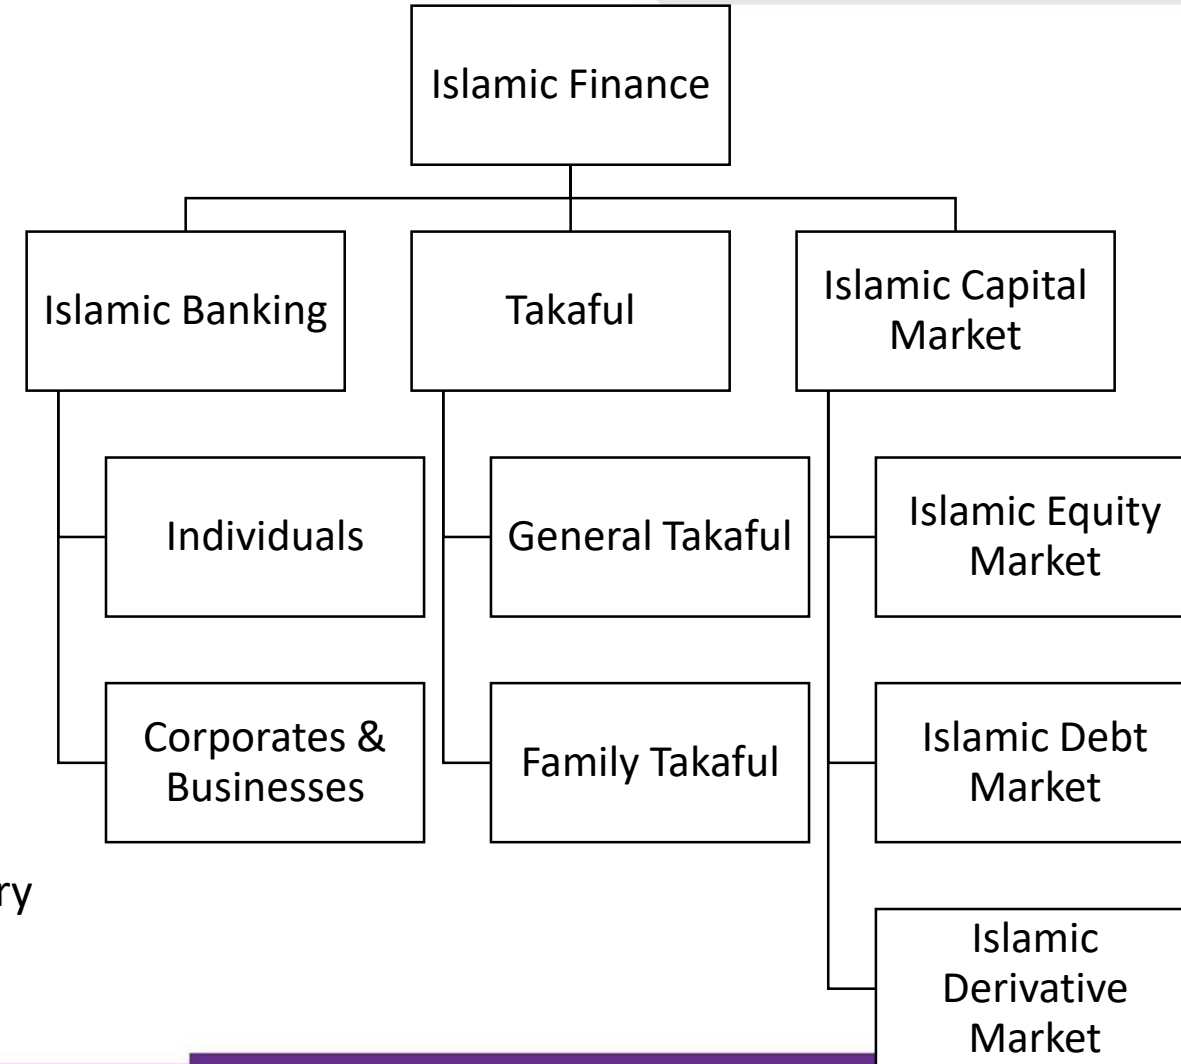 Islamic Finance
Islamic Banking
Takaful
Islamic Capital
Market
Individuals
General Takaful
Islamic Equity
Market
Corporates &
Businesses
Family Takaful
Islamic Debt
Market
ry
Islamic
Derivative
Market